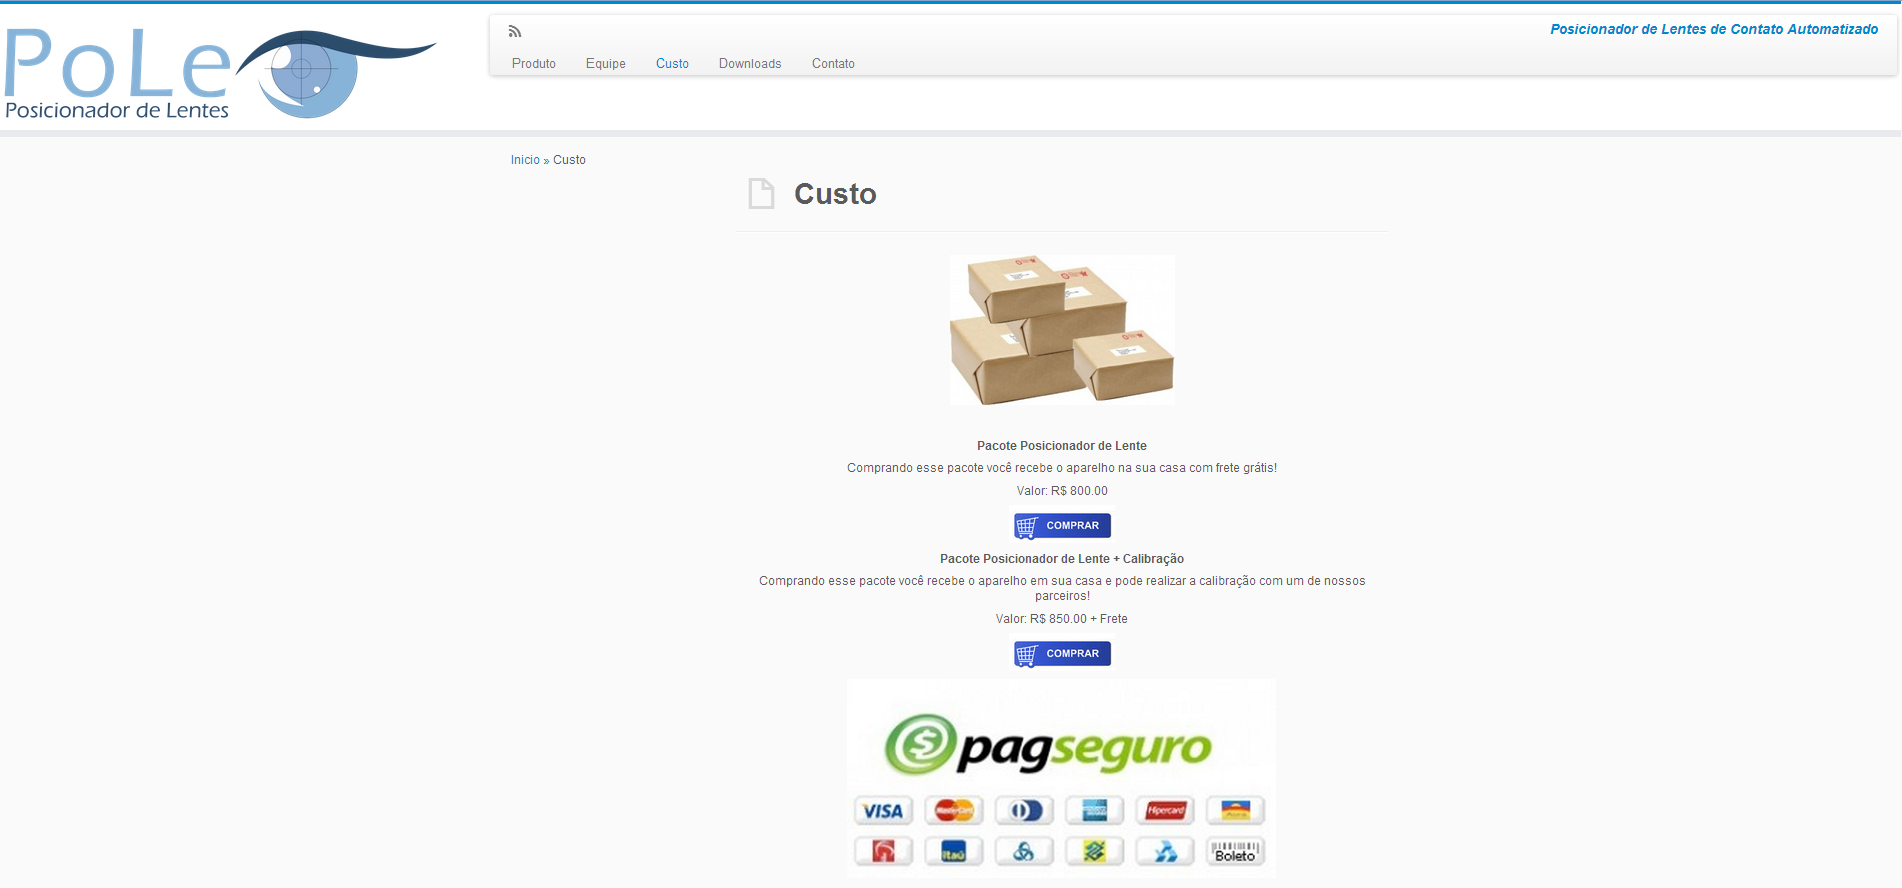 PoLe
Posicionador de Lentes
Posicionador de Lentes de Contato Automatizado
Produto Equipe Custo Downloads Contato
Inicio » Custo
Custo
Pacote Posicionador de Lente
Comprando esse pacote você recebe o aparelho na sua casa com frete grátis!
Valor: R$ 800.00
COMPRAR
Pacote Posicionador de Lente + Calibração
Comprando esse pacote você recebe o aparelho em sua casa e pode realizar a calibração com um de nossos
parceiros!
Valor: R$ 850.00 + Frete
COMPRAR
pagseguro
VISA MasterCard Hipercard
Itaú Boleto